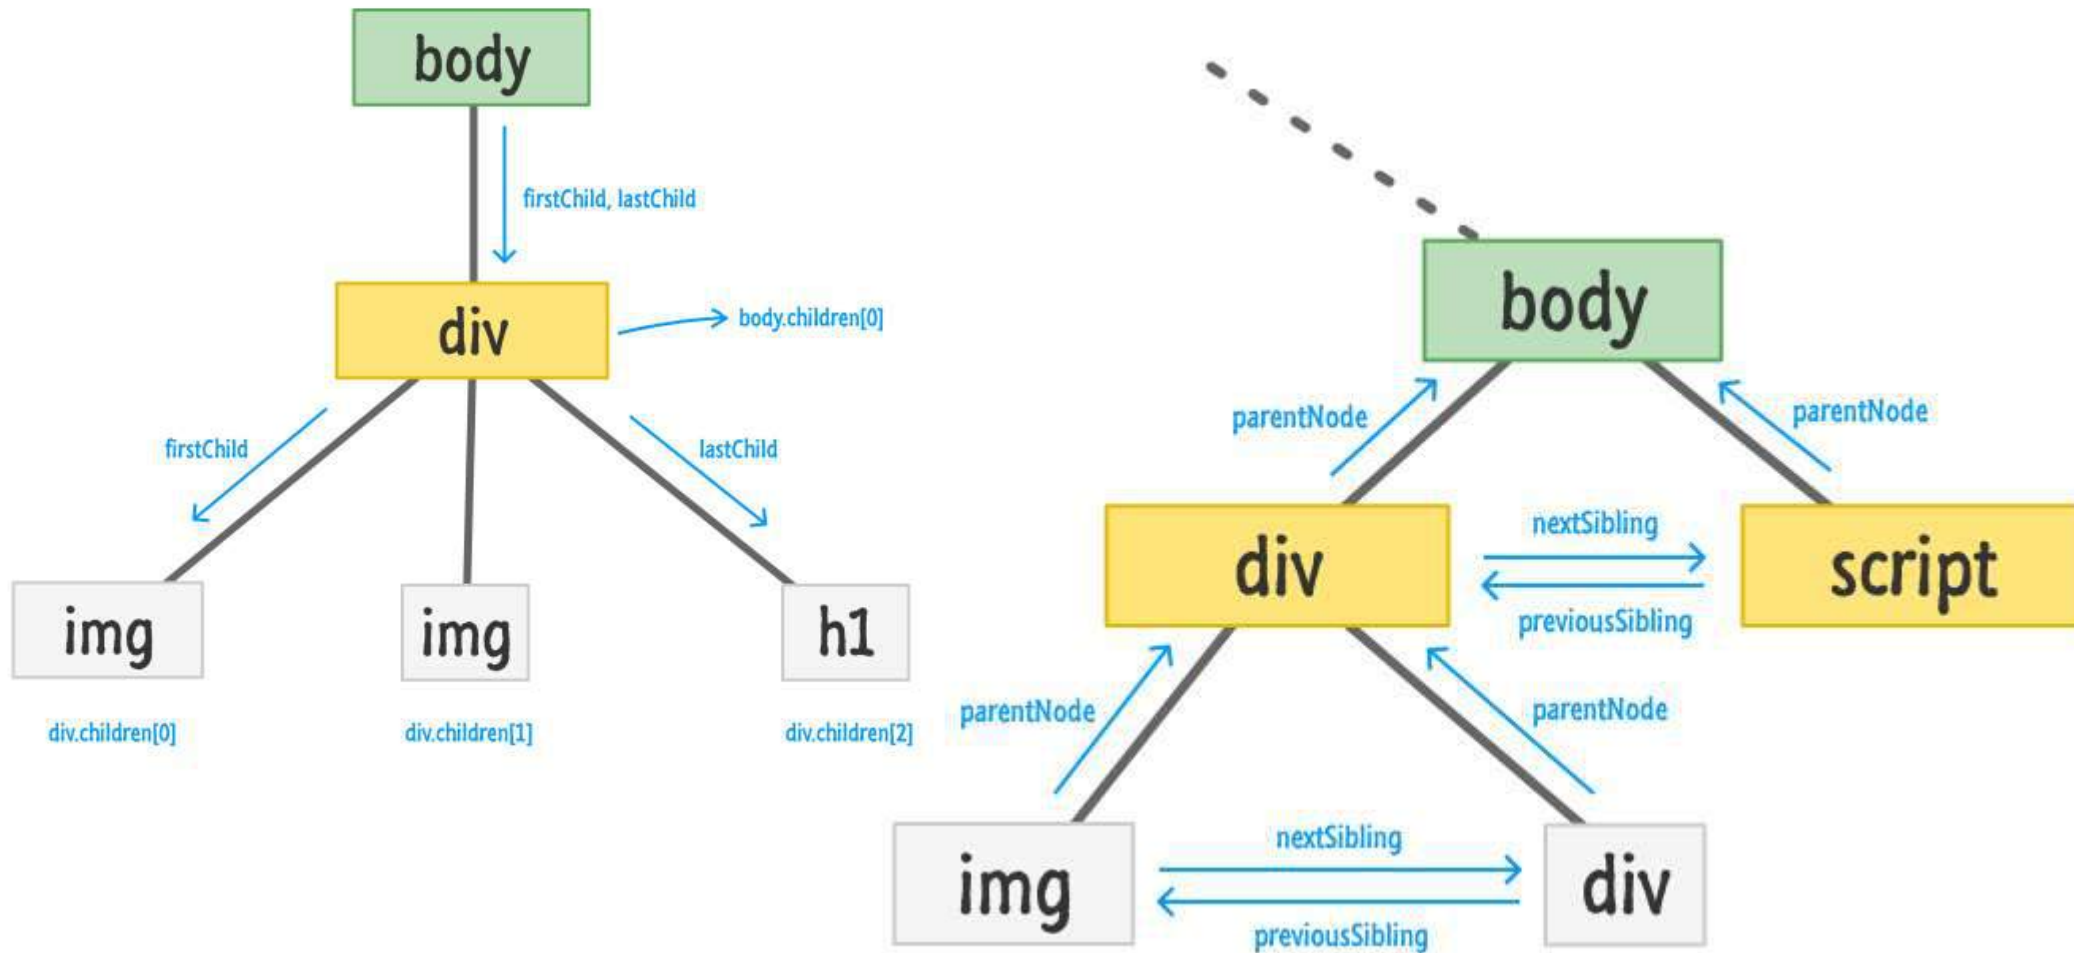 body
firstChild, lastChild
div
body.children[0]
firstChild
lastChild
img
img
h1
div.children[0]
div.children[1]
div.children[2]
body
parentNode
parentNode
div
nextSibling
previousSibling
script
parentNode
parentNode
img
nextSibling
previousSibling
div